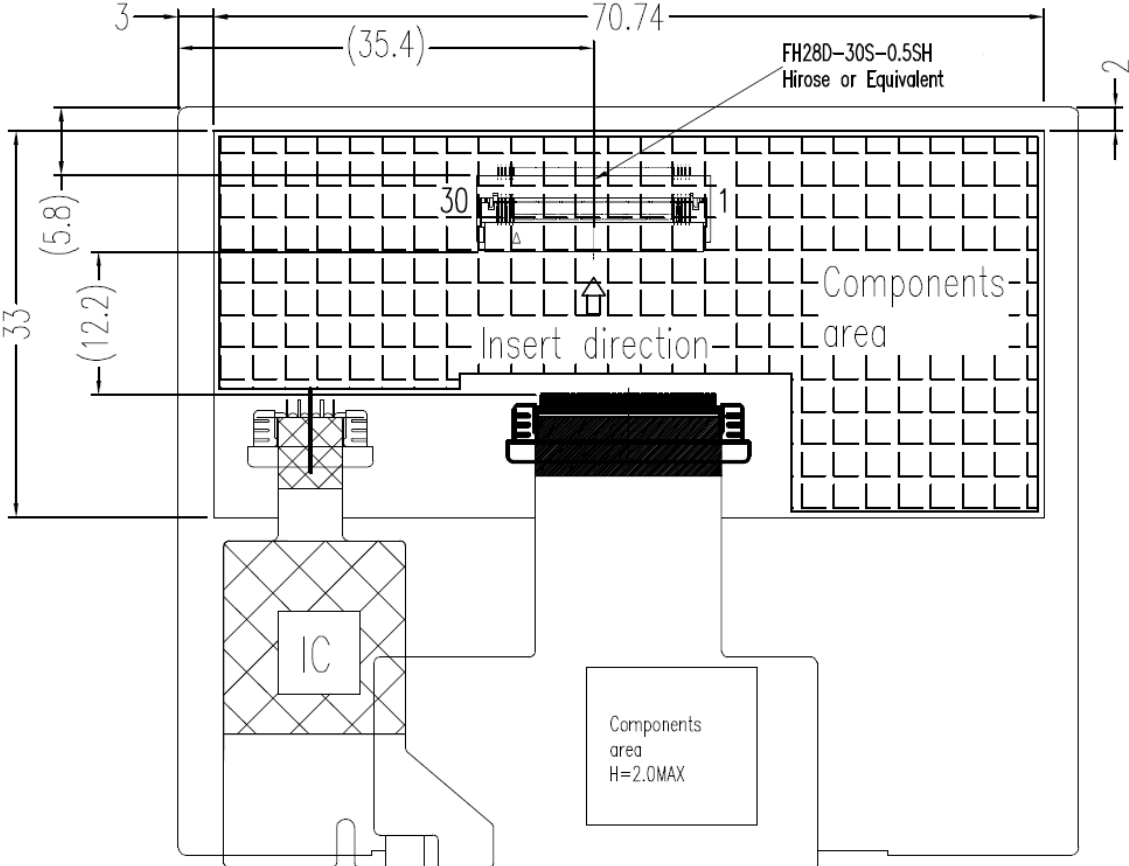 3
70.74
(35.4)
FH28D-30S-0.5SH
Hirose or Equivalent
2
30
1
(5.8)
Components
area
(12.2)
33
Insert direction
IC
Components
area
H=2.0MAX